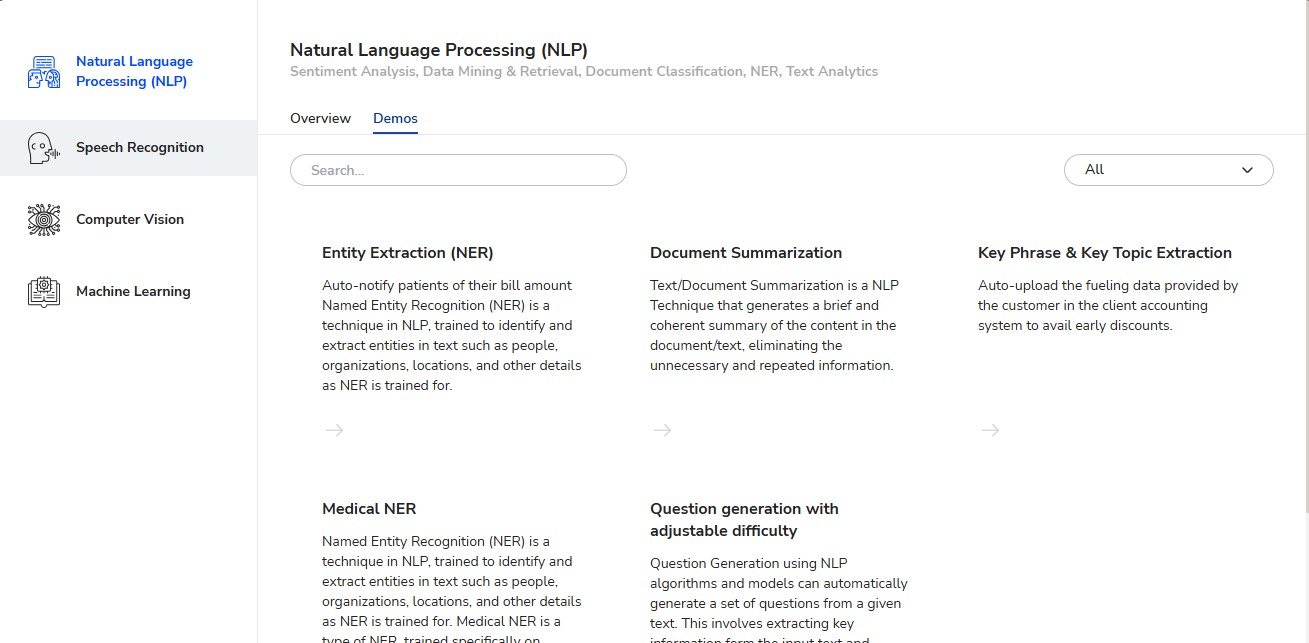 Natural Language
Processing (NLP)
Speech Recognition
Computer Vision
Machine Learning
Natural Language Processing (NLP)
Sentiment Analysis, Data Mining & Retrieval, Document Classification, NER, Text Analytics
Overview
Demos
Search...
All
Entity Extraction (NER)
Auto-notify patients of their bill amount
Named Entity Recognition (NER) is a
technique in NLP, trained to identify and
extract entities in text such as people,
organizations, locations, and other details
as NER is trained for.
Document Summarization
Text/Document Summarization is a NLP
Technique that generates a brief and
coherent summary of the content in the
document/text, eliminating the
unnecessary and repeated information.
Key Phrase & Key Topic Extraction
Auto-upload the fueling data provided by
the customer in the client accounting
system to avail early discounts.
Medical NER
Named Entity Recognition (NER) is a
technique in NLP, trained to identify and
extract entities in text such as people,
organizations, locations, and other details
as NER is trained for. Medical NER is a
type of NER, trained specifically on
Question generation with
adjustable difficulty
Question Generation using NLP
algorithms and models can automatically
generate a set of questions from a given
text. This involves extracting key
information form the input text and